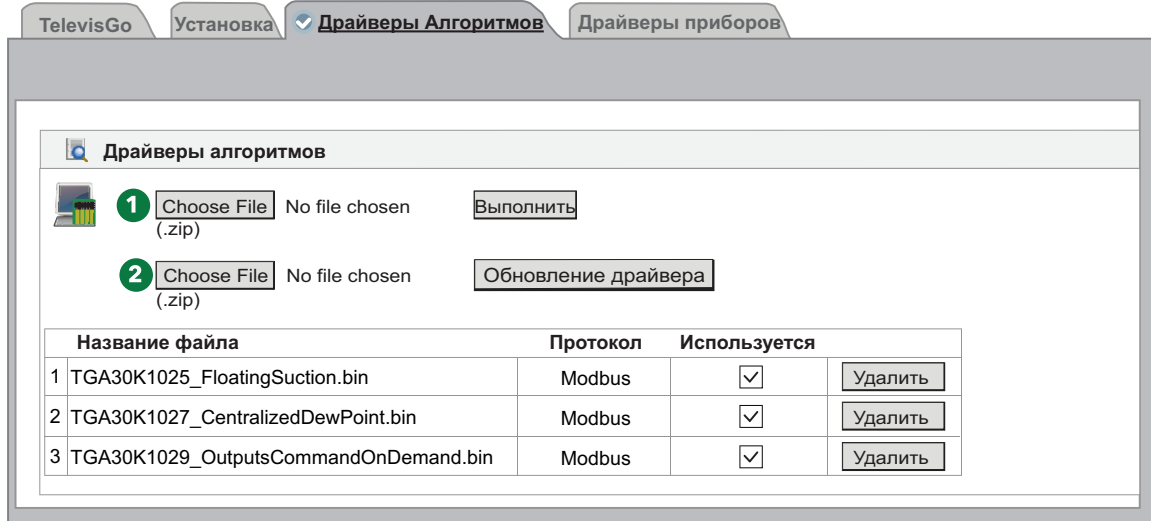 TelevisGo Установка Драйверы Алгоритмов Драйверы приборов
Драйверы алгоритмов
1 Choose File No file chosen Выполнить
(.zip)
2 Choose File No file chosen Обновление драйвера
(.zip)
Название файла Протокол Используется
1 TGA30K1025_FloatingSuction.bin Modbus Удалить
2 TGA30K1027_CentralizedDewPoint.bin Modbus Удалить
3 TGA30K1029_OutputsCommandOnDemand.bin Modbus Удалить